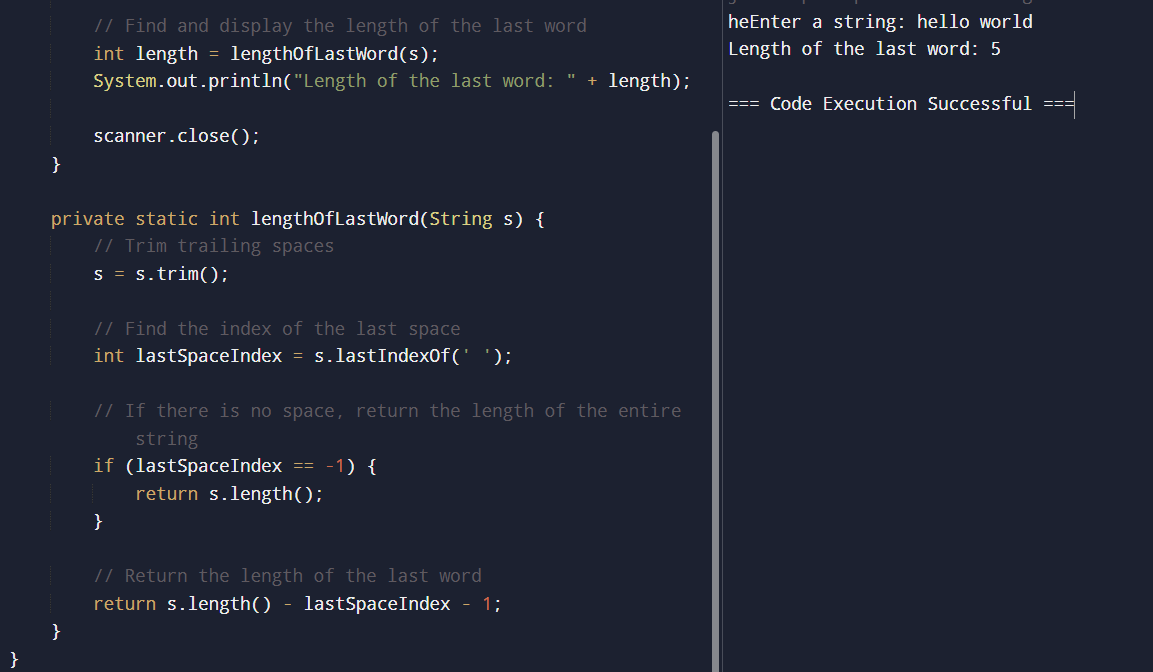 // Find and display the length of the last word
int length = lengthOfLastWord(s);
System.out.println("Length of the last word: " + length);
scanner.close();
}
private static int lengthOfLastWord(String s) {
// Trim trailing spaces
s = s.trim();
// Find the index of the last space
int lastSpaceIndex = s.lastIndexOf(' ');
// If there is no space, return the length of the entire
string
if (lastSpaceIndex == -1) {
return s.length();
}
// Return the length of the last word
return s.length() - lastSpaceIndex - 1;
}
}
heEnter a string: hello world
Length of the last word: 5
=== Code Execution Successful ===